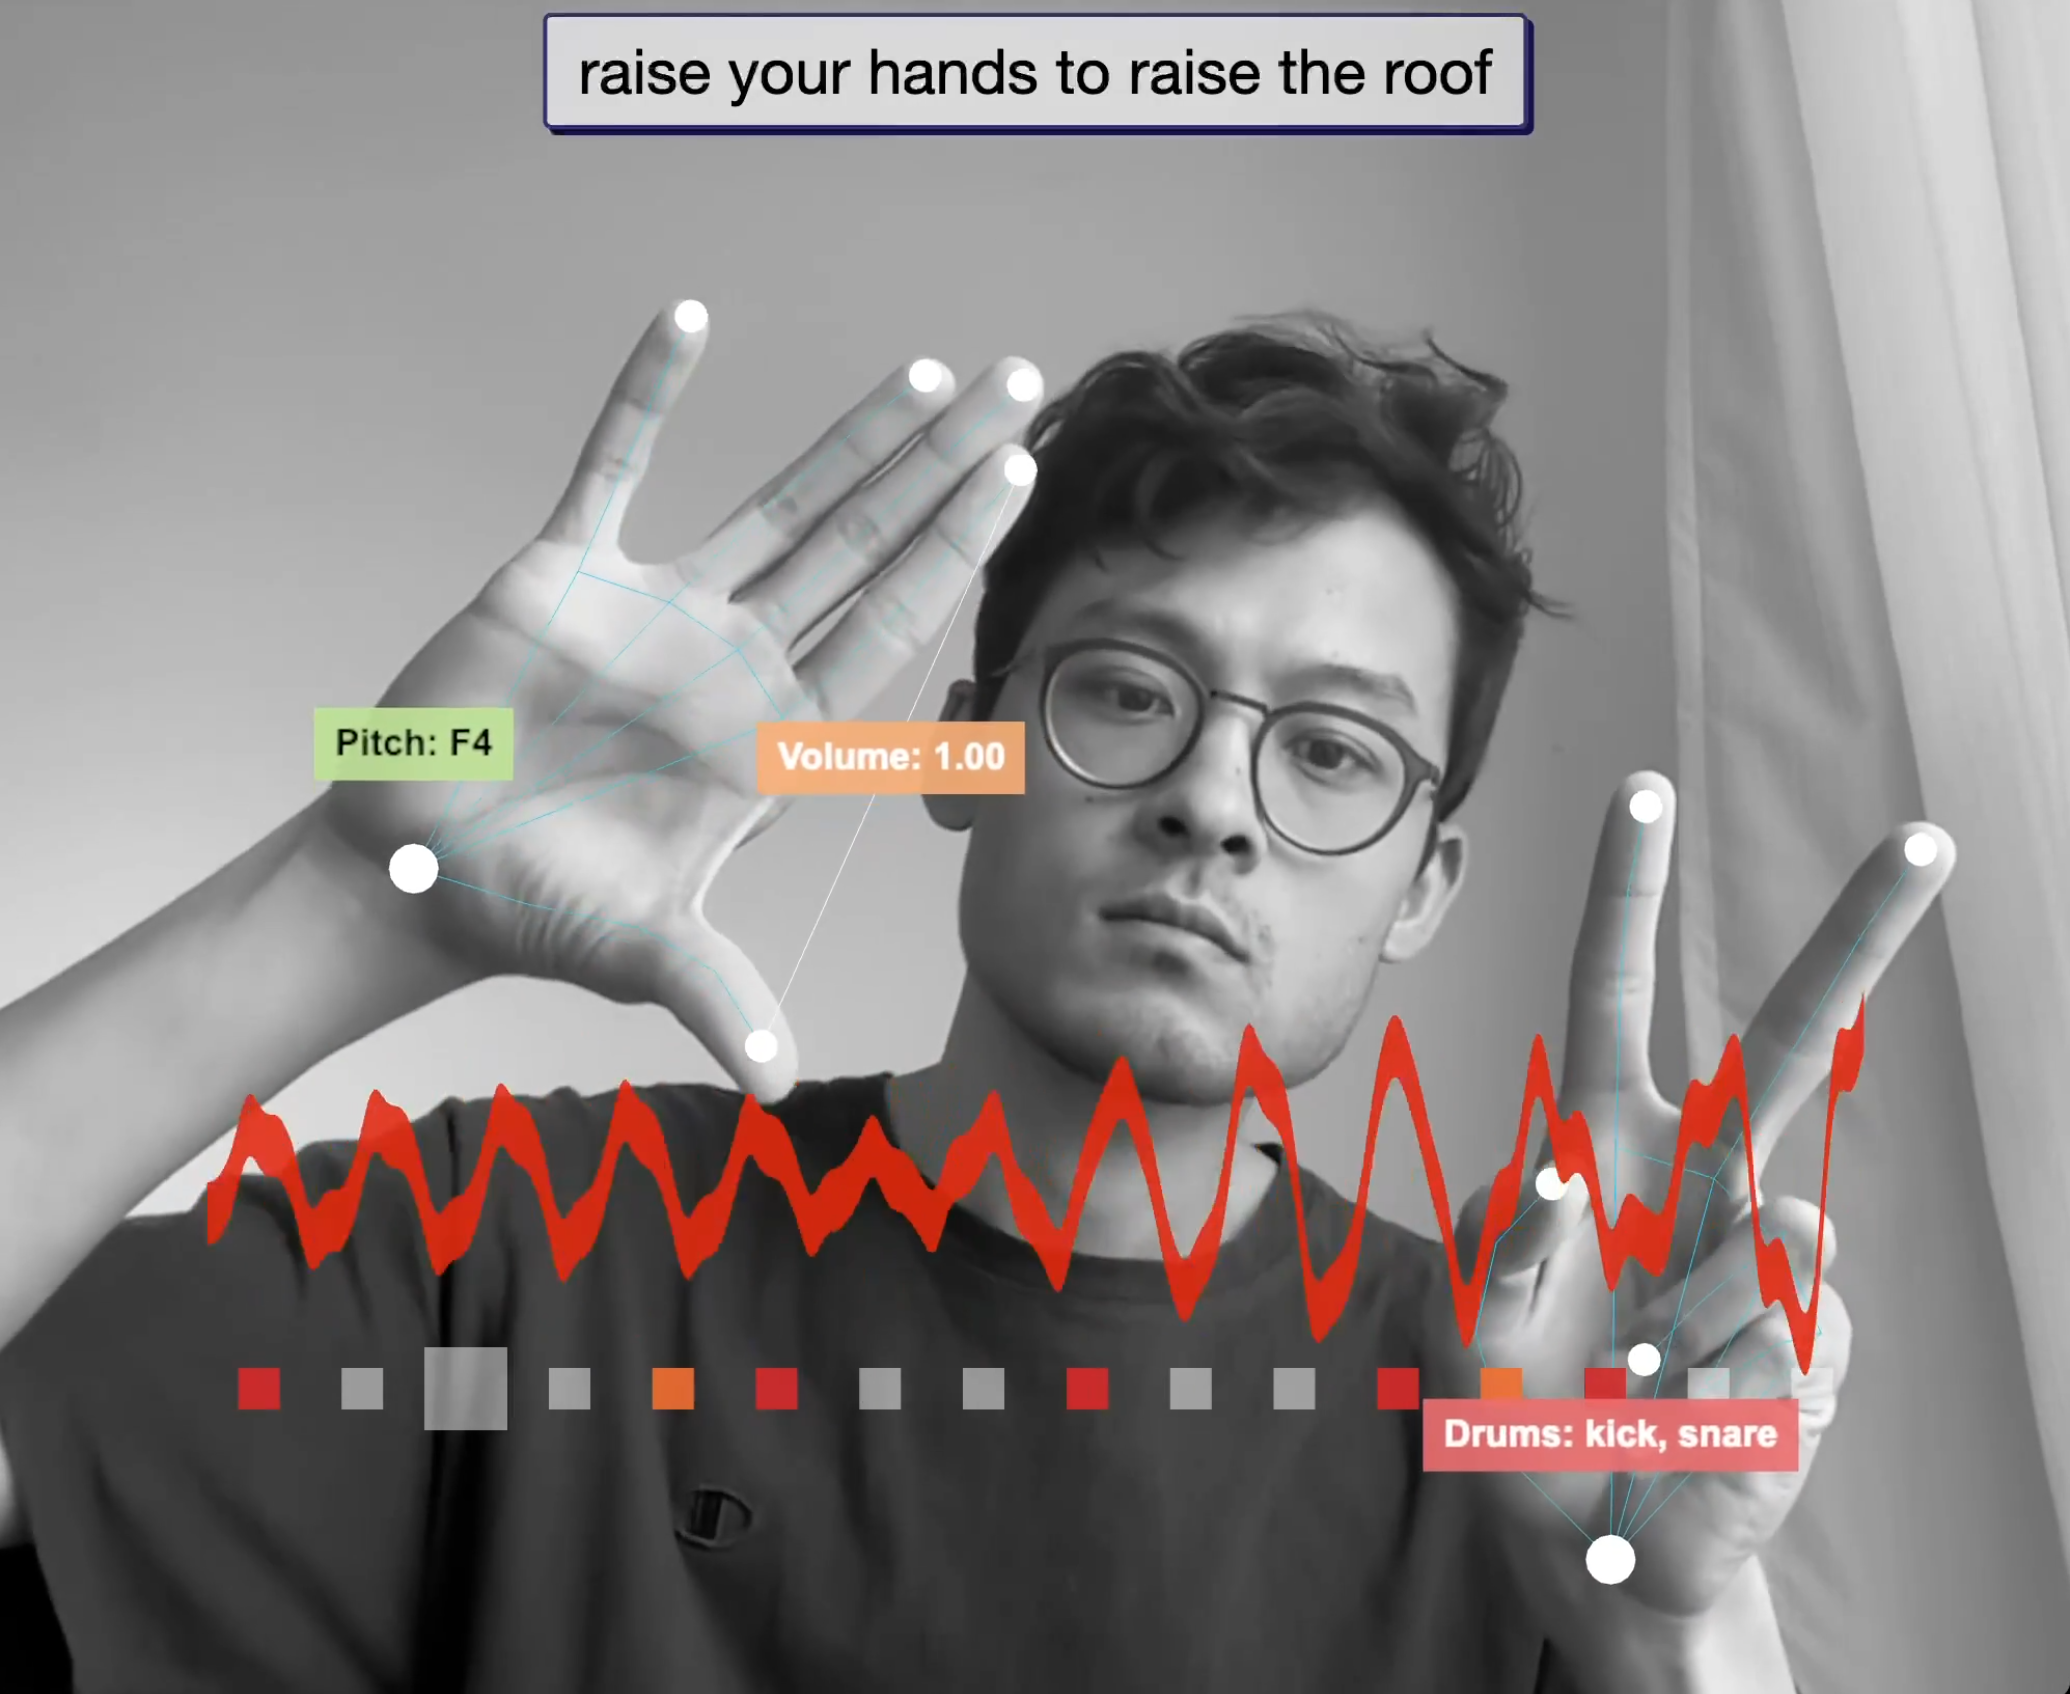 raise your hands to raise the roof
Pitch: F4
Volume: 1.00
Drums: kick, snare